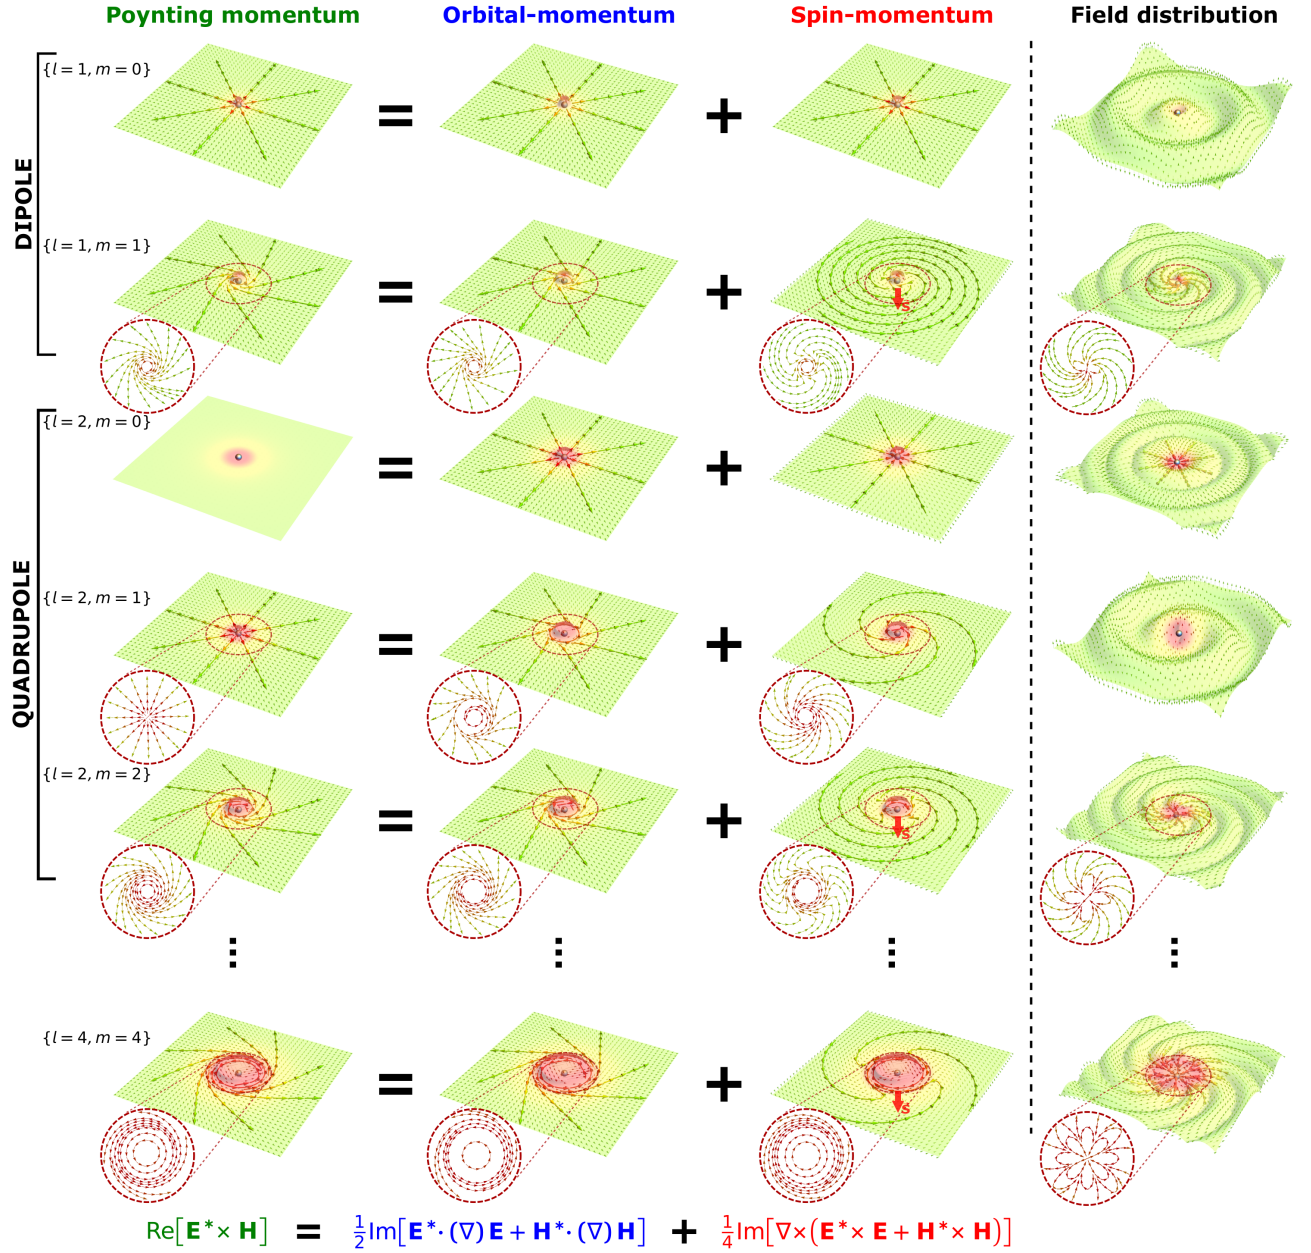 Poynting momentum
Orbital-momentum
Spin-momentum
Field distribution
DIPOLE
{l = 1, m = 0}
=
+
{l = 1, m = 1}
=
+
s
QUADRUPOLE
{l = 2, m = 0}
=
+
{l = 2, m = 1}
=
+
{l = 2, m = 2}
=
+
s
⋮ ⋮ ⋮ ⋮
{l = 4, m = 4}
=
+
s
Re[E* × H] = ½Im[E*·(∇)E + H*·(∇)H] + ¼Im[∇×(E*× E + H*× H)]